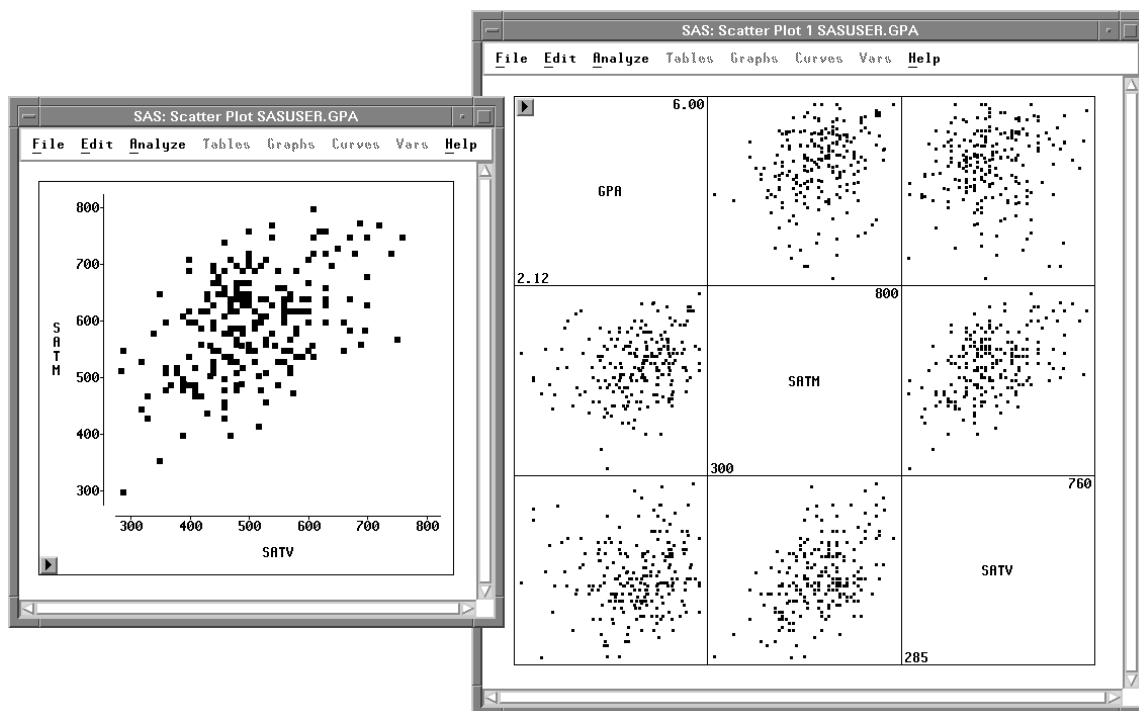 SAS: Scatter Plot SASUSER.GPA
File Edit Analyze Tables Graphs Curves Vars Help
800
700
600
500
400
300
SATM
300 400 500 600 700 800
SATV
SAS: Scatter Plot 1 SASUSER.GPA
File Edit Analyze Tables Graphs Curves Vars Help
6.00
GPA
2.12
800
SATM
300
760
SATV
285